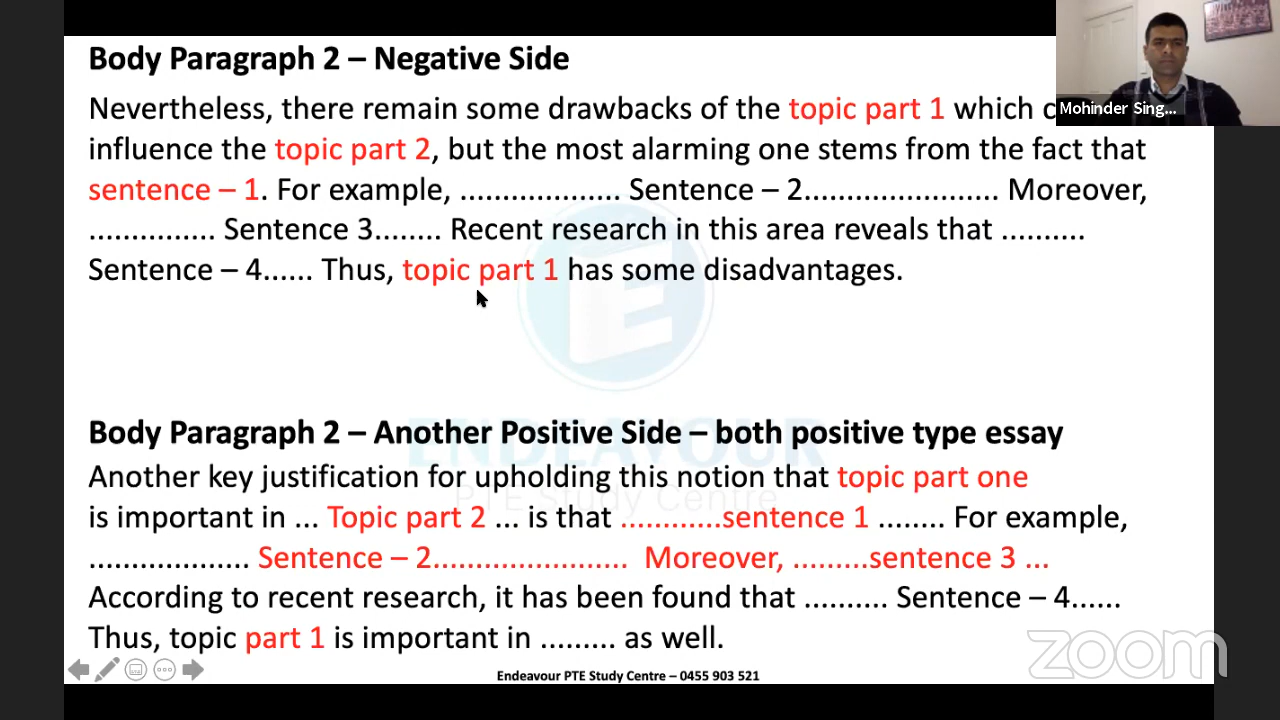 Body Paragraph 2 – Negative Side
Nevertheless, there remain some drawbacks of the topic part 1 which c
influence the topic part 2, but the most alarming one stems from the fact that
sentence – 1. For example, ................... Sentence – 2....................... Moreover,
............... Sentence 3........ Recent research in this area reveals that ..........
Sentence – 4...... Thus, topic part 1 has some disadvantages.
Mohinder Sing...
Body Paragraph 2 – Another Positive Side – both positive type essay
Another key justification for upholding this notion that topic part one
is important in ... Topic part 2 ... is that ............sentence 1 ........ For example,
................... Sentence – 2....................... Moreover, .........sentence 3 ...
According to recent research, it has been found that .......... Sentence – 4......
Thus, topic part 1 is important in ......... as well.
ENDEAVOUR
PTE Study Centre
Endeavour PTE Study Centre – 0455 903 521
zoom